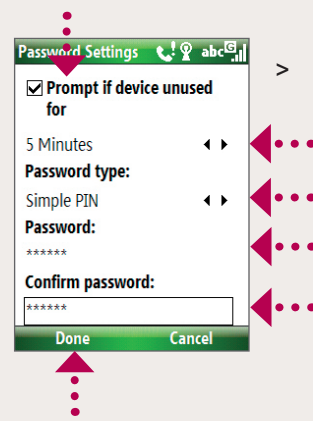 Password Settings abc G
>
Prompt if device unused
for
5 Minutes
Password type:
Simple PIN
Password:
******
Confirm password:
******
Done Cancel